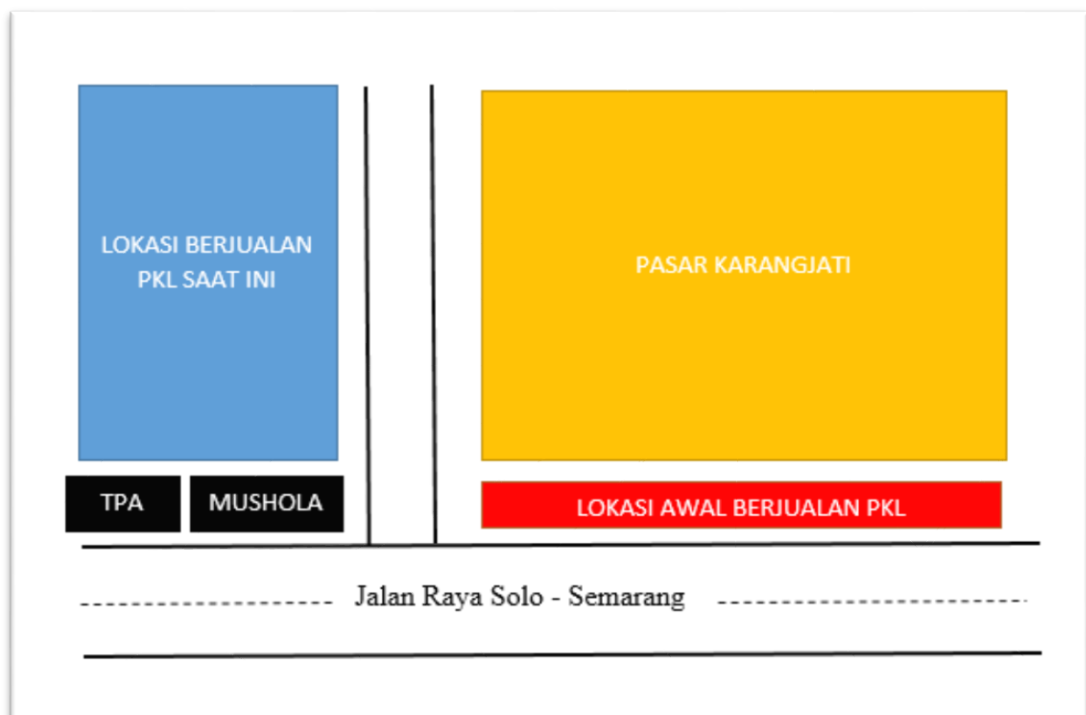 LOKASI BERJUALAN
PKL SAAT INI
PASAR KARANGJATI
TPA
MUSHOLA
LOKASI AWAL BERJUALAN PKL
Jalan Raya Solo - Semarang